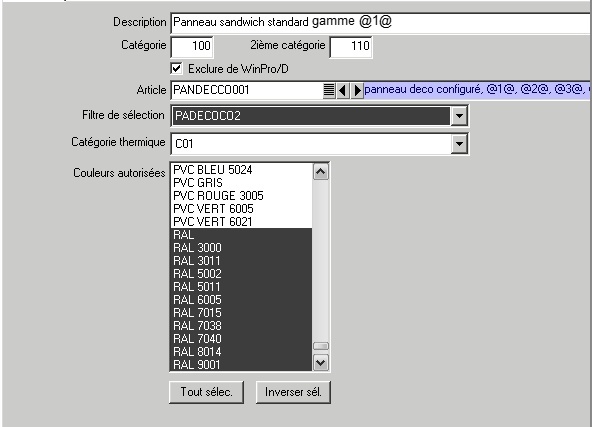 Description Panneau sandwich standard gamme @1@
Catégorie 100 2ième catégorie 110
Exclure de WinPro/D
Article PANDECCO001 panneau deco configuré, @1@, @2@, @3@,
Filtre de sélection PADECOCO2
Catégorie thermique C01
Couleurs autorisées PVC BLEU 5024
PVC GRIS
PVC ROUGE 3005
PVC VERT 6005
PVC VERT 6021
RAL
RAL 3000
RAL 3011
RAL 5002
RAL 5011
RAL 6005
RAL 7015
RAL 7038
RAL 7040
RAL 8014
RAL 9001
Tout sélec. Inverser sél.